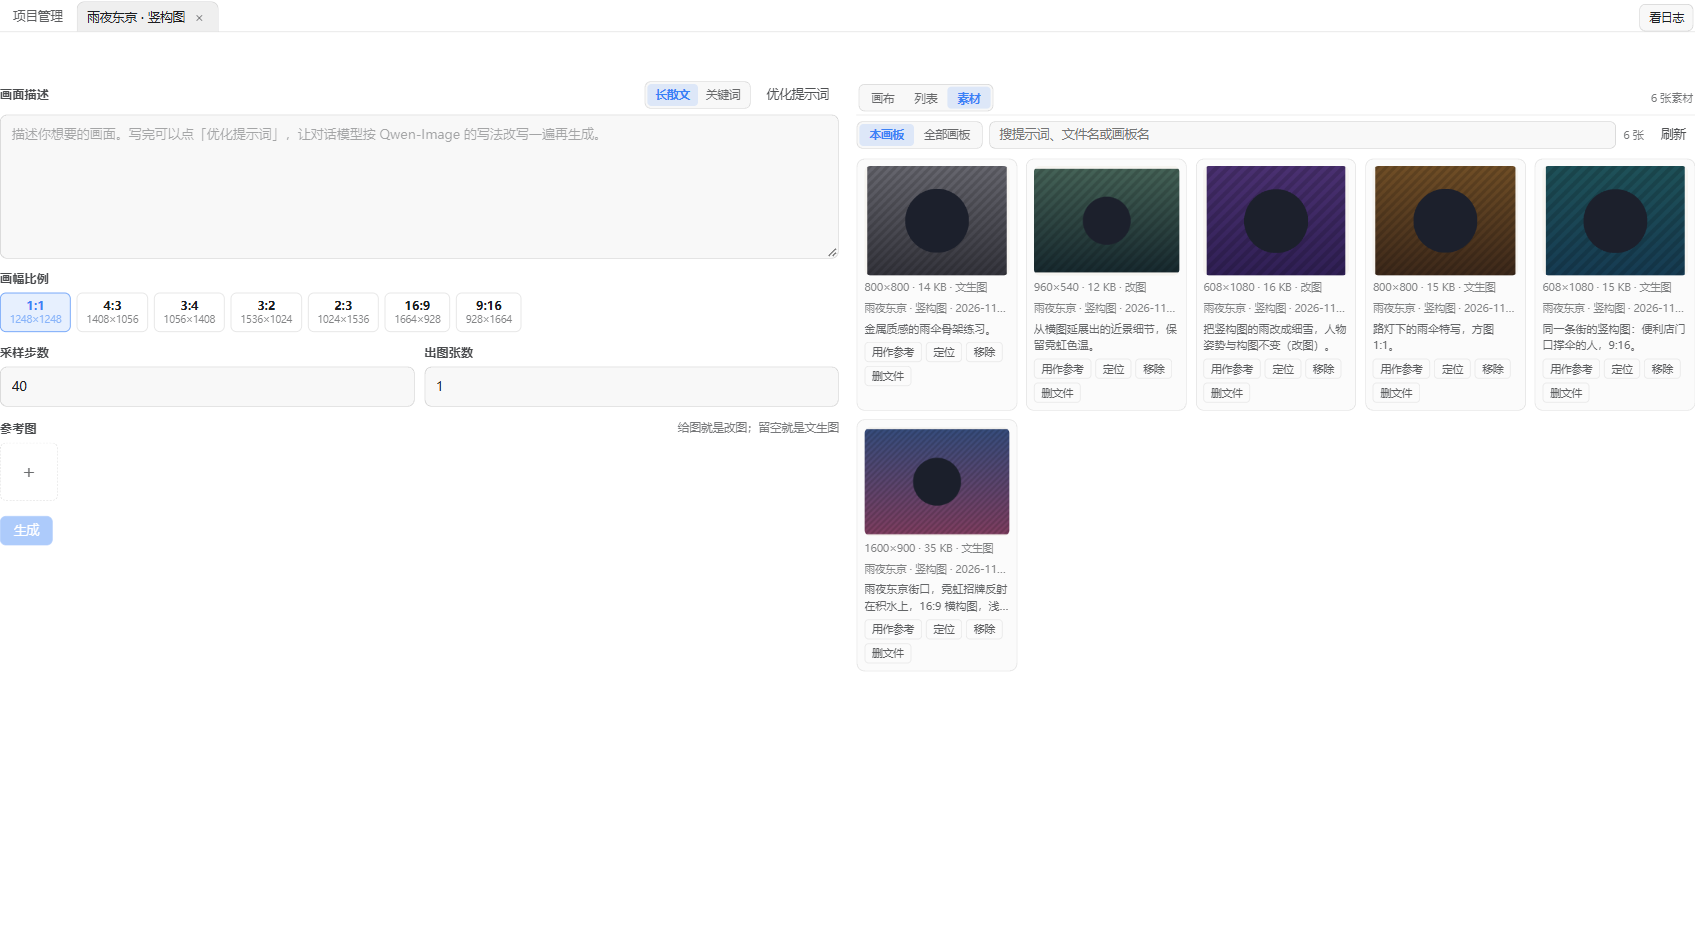 项目管理
雨夜东京 · 竖构图 ×
看日志
画面描述
长散文 关键词 优化提示词
描述你想要的画面。写完可以点「优化提示词」，让对话模型按 Qwen-Image 的写法改写一遍再生成。
画幅比例
1:1
1248×1248
4:3
1408×1056
3:4
1056×1408
3:2
1536×1024
2:3
1024×1536
16:9
1664×928
9:16
928×1664
采样步数
40
出图张数
1
参考图
给图就是改图；留空就是文生图
+
生成
画布 列表 素材
6 张素材
本画板 全部画板
搜提示词、文件名或画板名
6 张 刷新
800×800 · 14 KB · 文生图
雨夜东京 · 竖构图 · 2026-11...
金属质感的雨伞骨架练习。
用作参考 定位 移除
删文件
960×540 · 12 KB · 改图
雨夜东京 · 竖构图 · 2026-11...
从横图延展出的近景细节，保
留霓虹色温。
用作参考 定位 移除
删文件
608×1080 · 16 KB · 改图
雨夜东京 · 竖构图 · 2026-11...
把竖构图的雨改成细雪，人物
姿势与构图不变（改图）。
用作参考 定位 移除
删文件
800×800 · 15 KB · 文生图
雨夜东京 · 竖构图 · 2026-11...
路灯下的雨伞特写，方图
1:1。
用作参考 定位 移除
删文件
608×1080 · 15 KB · 文生图
雨夜东京 · 竖构图 · 2026-11...
同一条街的竖构图：便利店门
口撑伞的人，9:16。
用作参考 定位 移除
删文件
1600×900 · 35 KB · 文生图
雨夜东京 · 竖构图 · 2026-11...
雨夜东京街口，霓虹招牌反射
在积水上，16:9 横构图，浅...
用作参考 定位 移除
删文件